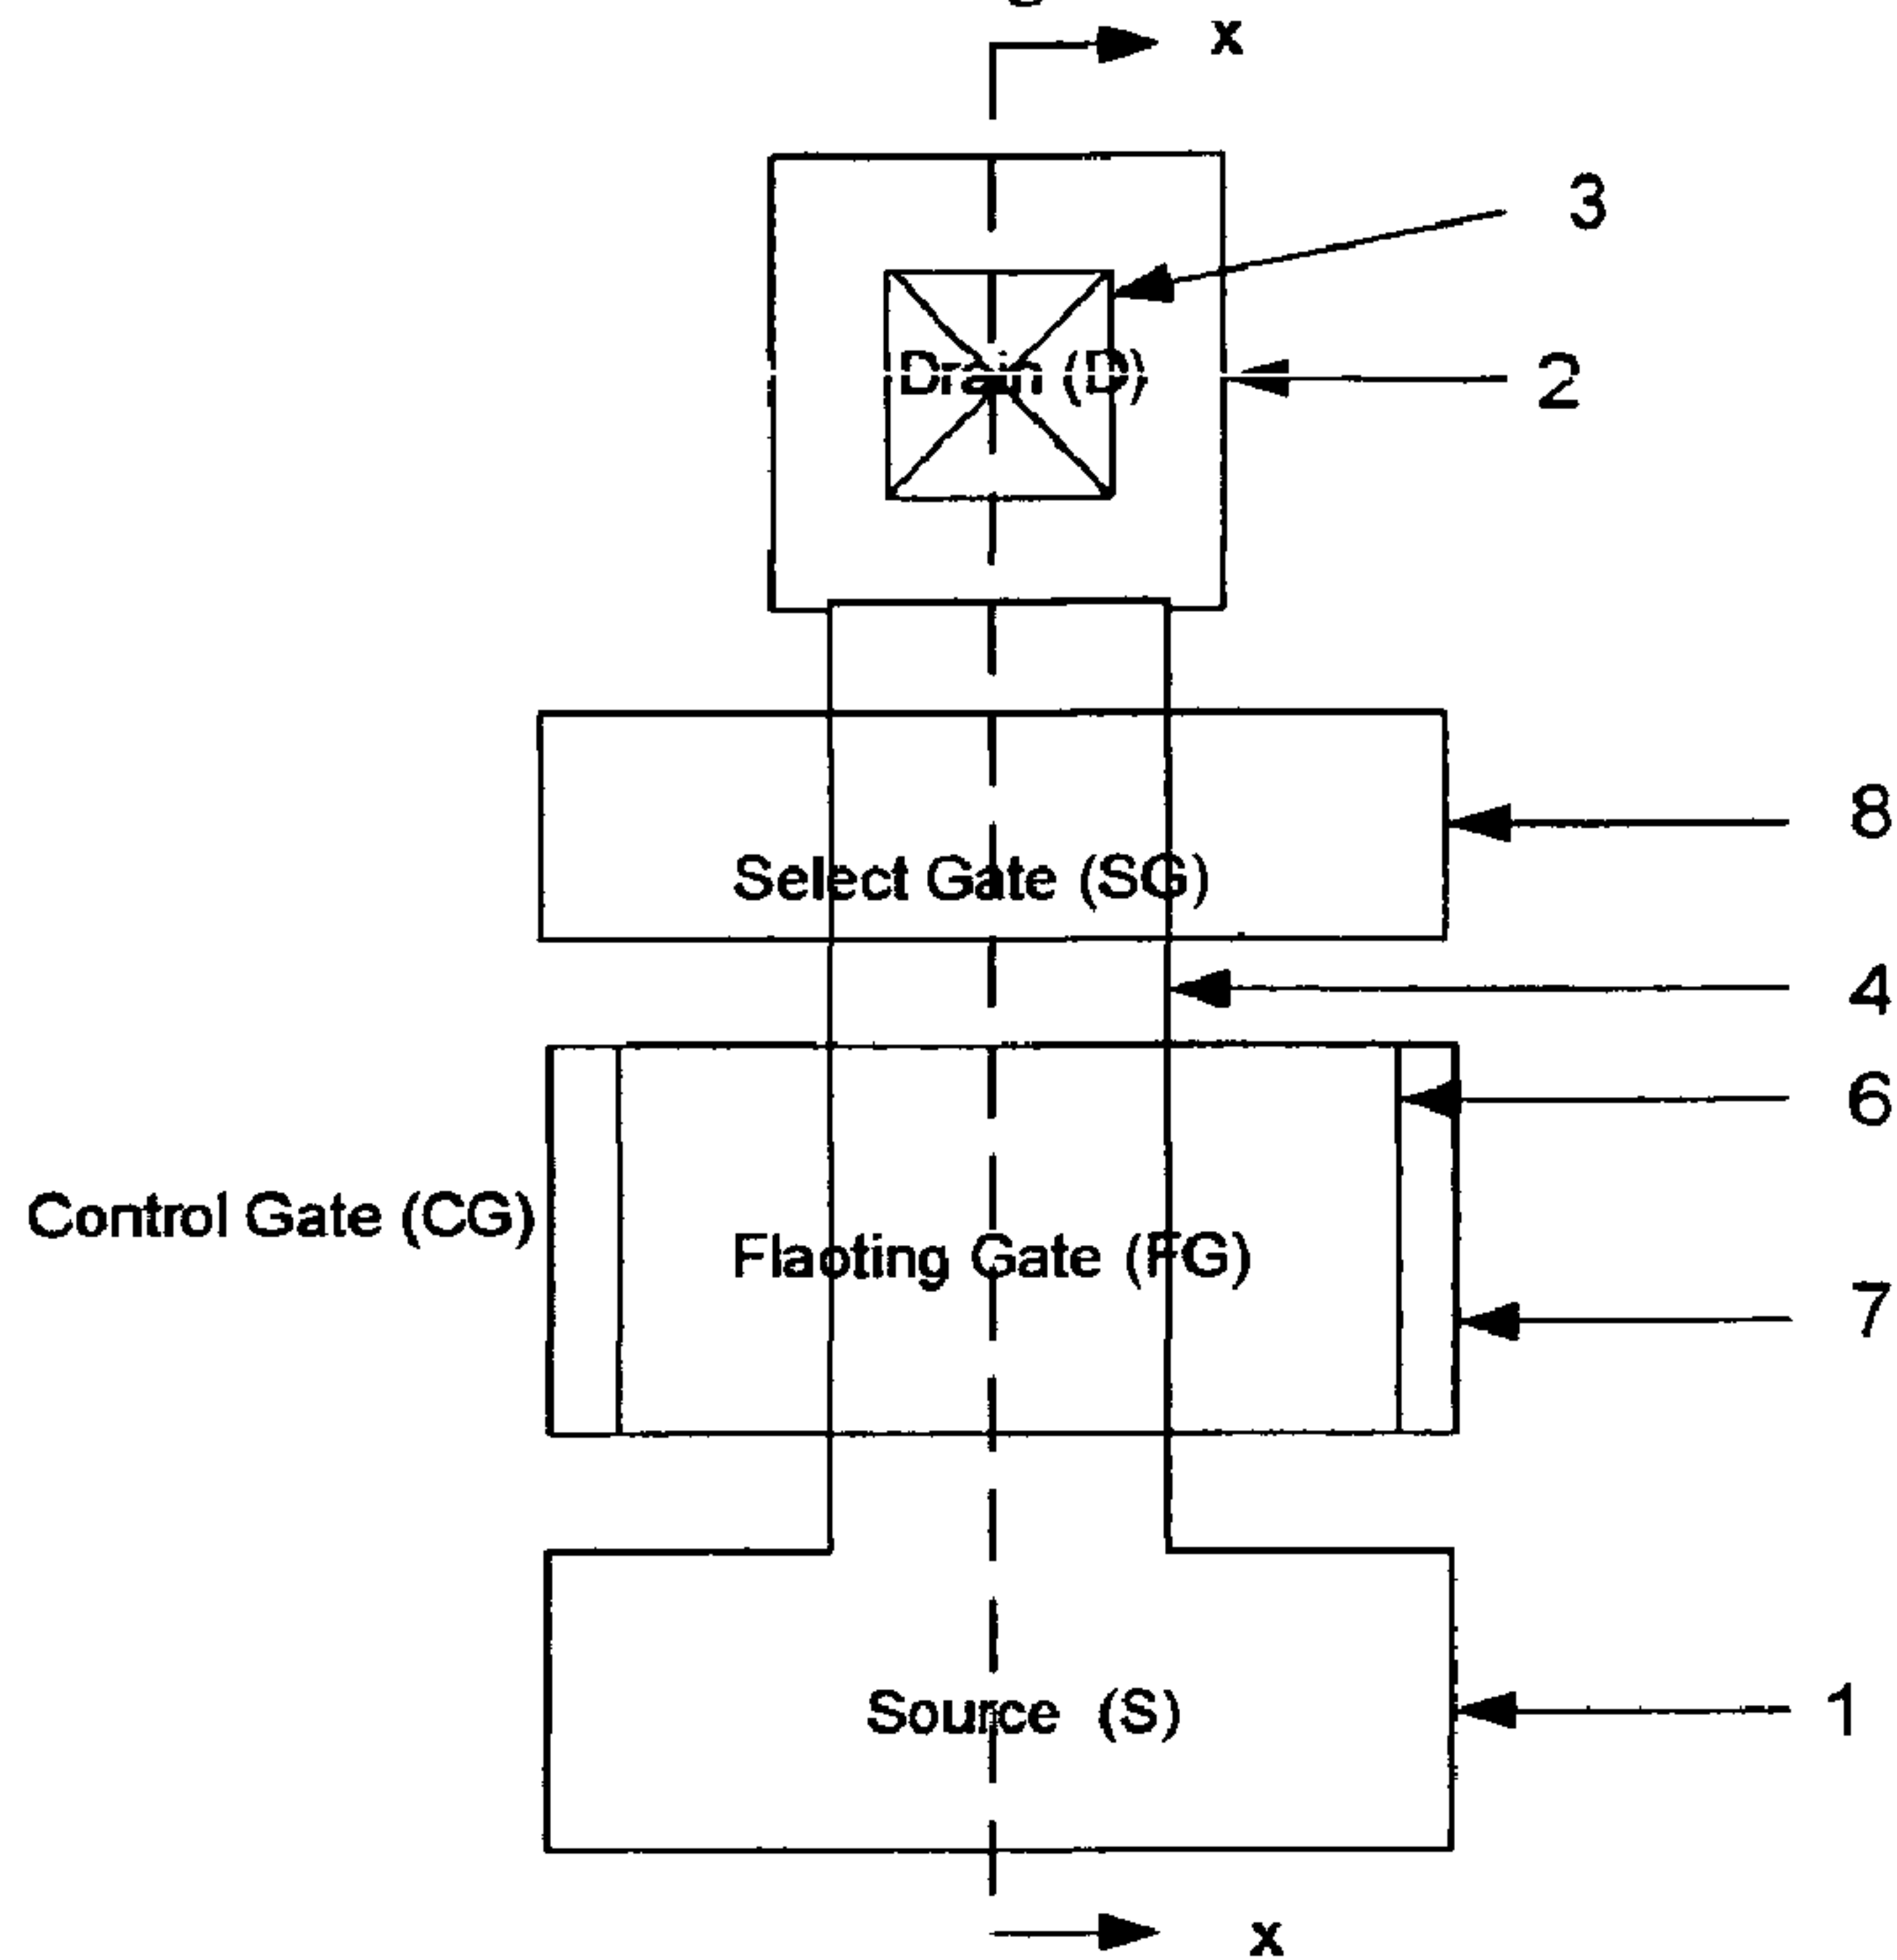 x
3
Drain (D)
2
8
Select Gate (SG)
4
6
Control Gate (CG)
Flaoting Gate (FG)
7
Source (S)
1
x